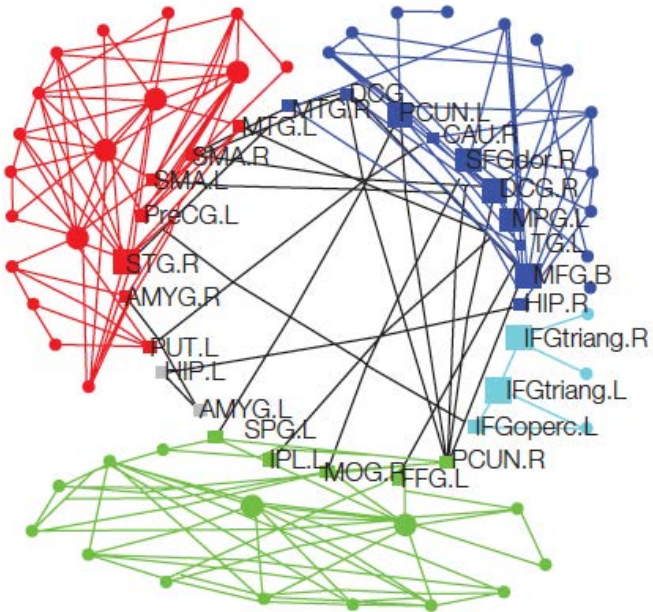 DCG
MTG.R
PCUN.L
MTG.L
CAU.R
SMA.R
SFGdor.R
SMA.L
DCG.R
PreCG.L
MPG.L
TG.L
STG.R
MFG.B
AMYG.R
HIP.R
IFGtriang.R
PUT.L
HIP.L
IFGtriang.L
AMYG.L
IFGoperc.L
SPG.L
IPL.L
PCUN.R
MOG.R
FFG.L